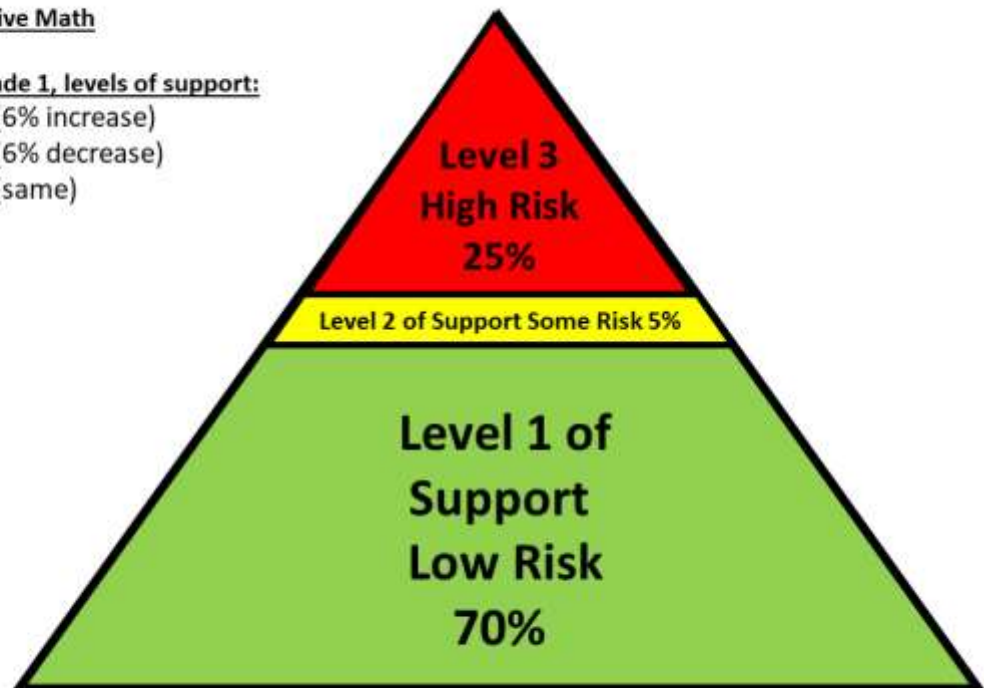 ive Math
ade 1, levels of support:
6% increase)
6% decrease)
same)
Level 3
High Risk
25%
Level 2 of Support Some Risk 5%
Level 1 of
Support
Low Risk
70%